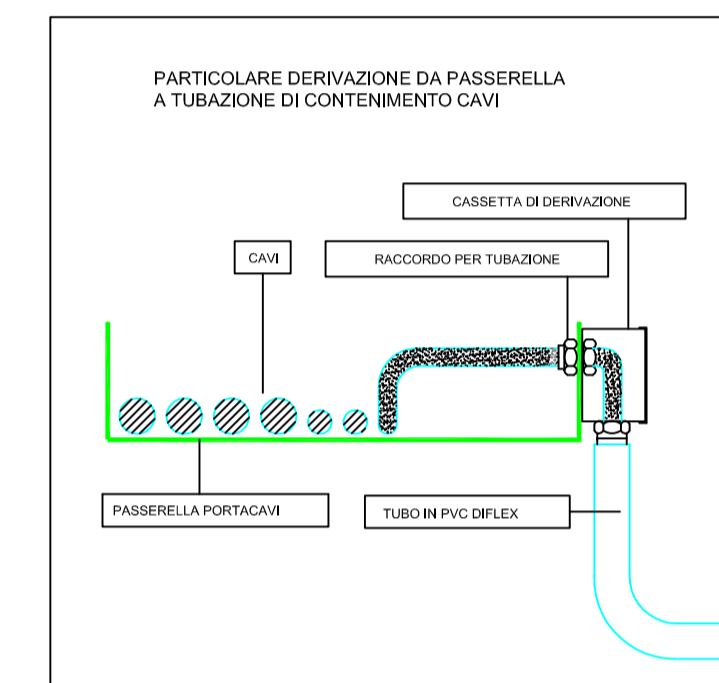 PARTICOLARE DERIVAZIONE DA PASSERELLA
A TUBAZIONE DI CONTENIMENTO CAVI
CASSETTA DI DERIVAZIONE
CAVI
RACCORDO PER TUBAZIONE
PASSERELLA PORTACAVI
TUBO IN PVC DIFLEX